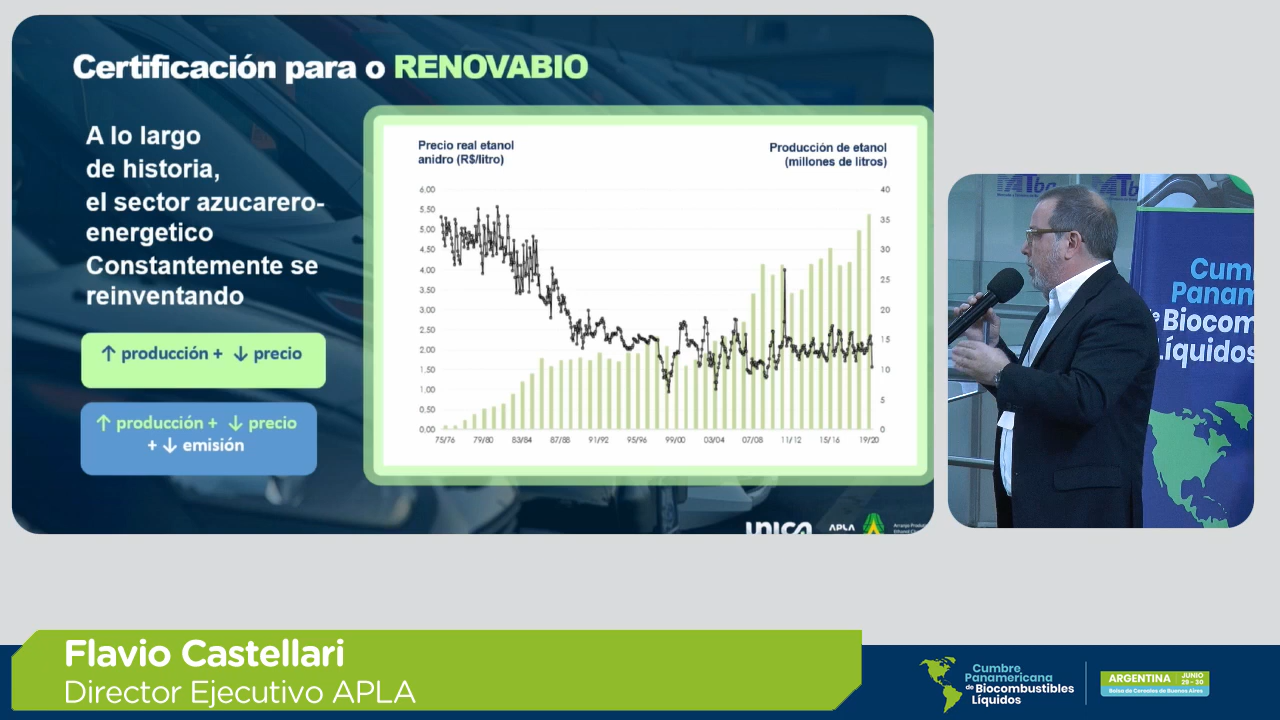 Certificación para o RENOVABIO
A lo largo
de historia,
el sector azucarero-
energetico
Constantemente se
reinventando
↑ producción + ↓ precio
↑ producción + ↓ precio
+ ↓ emisión
Precio real etanol
anidro (R$/litro)
Producción de etanol
(millones de litros)
6.00
5.50
5.00
4.50
4.00
3.50
3.00
2.50
2.00
1.50
1.00
0.50
0.00
40
35
30
25
20
15
10
5
0
75/76 79/80 83/84 87/88 91/92 95/96 99/00 03/04 07/08 11/12 15/16 19/20
unica
APLA
Cum
Panam
de Biocom
Líquidos
Flavio Castellari
Director Ejecutivo APLA
Cumbre
Panamericana
de Biocombustibles
Líquidos
ARGENTINA
JUNIO
29 - 30
Bolsa de Cereales de Buenos Aires